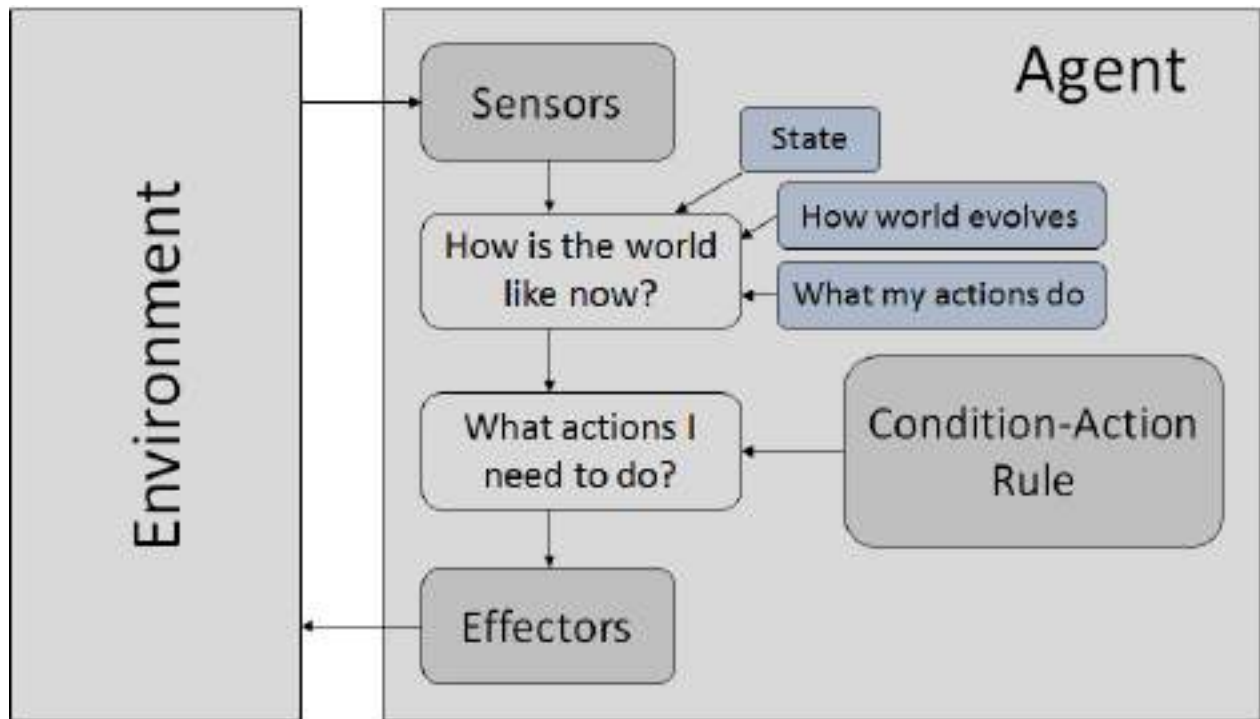 Environment
Agent
Sensors
State
How world evolves
How is the world
like now?
What my actions do
Condition-Action
Rule
What actions I
need to do?
Effectors